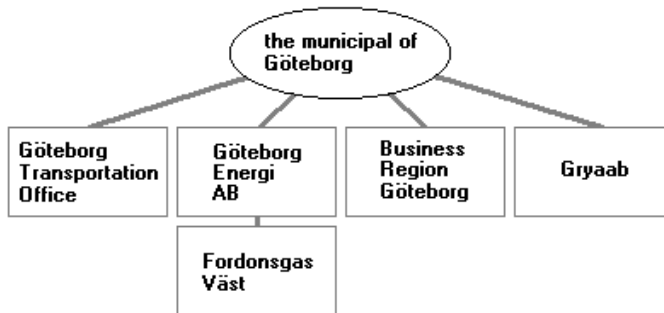 the municipal of
Göteborg
Göteborg
Transportation
Office
Göteborg
Energi
AB
Business
Region
Göteborg
Gryaab
Fordonsgas
Väst